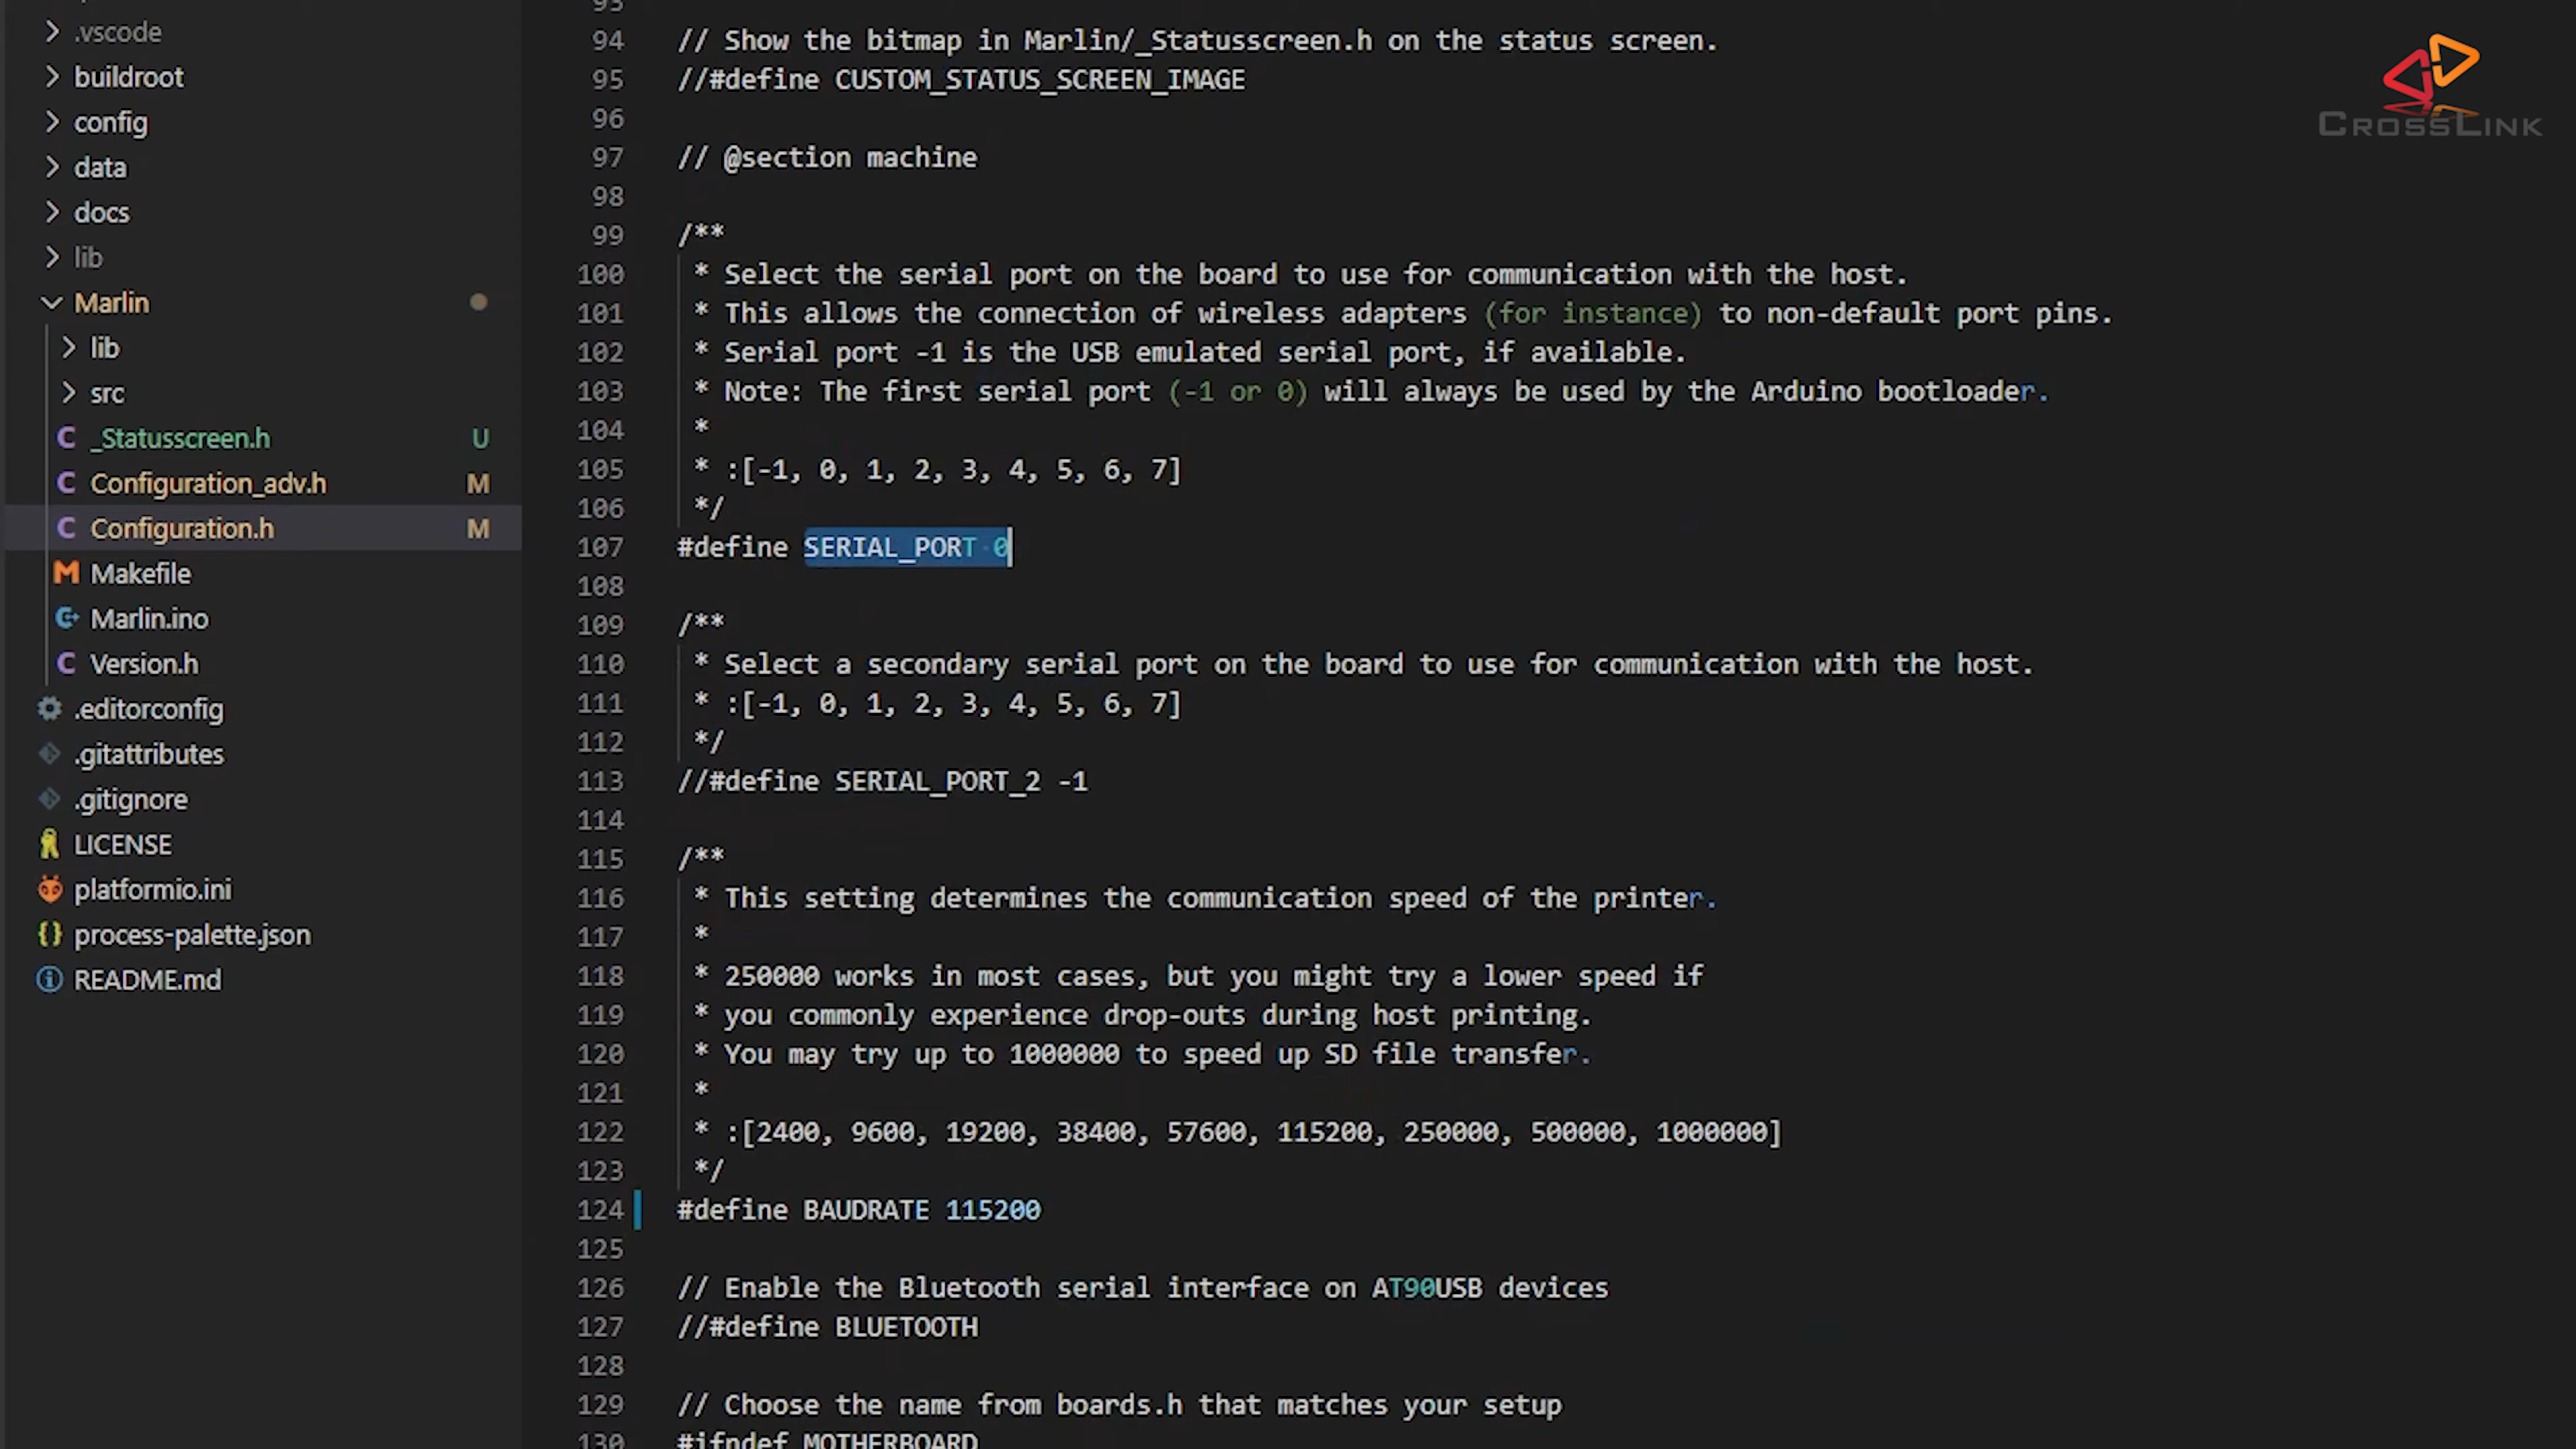 .vscode
buildroot
config
data
docs
lib
Marlin
lib
src
C _Statusscreen.h U
C Configuration_adv.h M
C Configuration.h M
M Makefile
Marlin.ino
C Version.h
.editorconfig
.gitattributes
.gitignore
LICENSE
platformio.ini
{} process-palette.json
README.md
93
94 // Show the bitmap in Marlin/_Statusscreen.h on the status screen.
95 //#define CUSTOM_STATUS_SCREEN_IMAGE
96
97 // @section machine
98
99 /**
100 * Select the serial port on the board to use for communication with the host.
101 * This allows the connection of wireless adapters (for instance) to non-default port pins.
102 * Serial port -1 is the USB emulated serial port, if available.
103 * Note: The first serial port (-1 or 0) will always be used by the Arduino bootloader.
104 *
105 * :[-1, 0, 1, 2, 3, 4, 5, 6, 7]
106 */
107 #define SERIAL_PORT 0
108
109 /**
110 * Select a secondary serial port on the board to use for communication with the host.
111 * :[-1, 0, 1, 2, 3, 4, 5, 6, 7]
112 */
113 //#define SERIAL_PORT_2 -1
114
115 /**
116 * This setting determines the communication speed of the printer.
117 *
118 * 250000 works in most cases, but you might try a lower speed if
119 * you commonly experience drop-outs during host printing.
120 * You may try up to 1000000 to speed up SD file transfer.
121 *
122 * :[2400, 9600, 19200, 38400, 57600, 115200, 250000, 500000, 1000000]
123 */
124 #define BAUDRATE 115200
125
126 // Enable the Bluetooth serial interface on AT90USB devices
127 //#define BLUETOOTH
128
129 // Choose the name from boards.h that matches your setup
130 #ifndef MOTHERBOARD
CROSSLINK